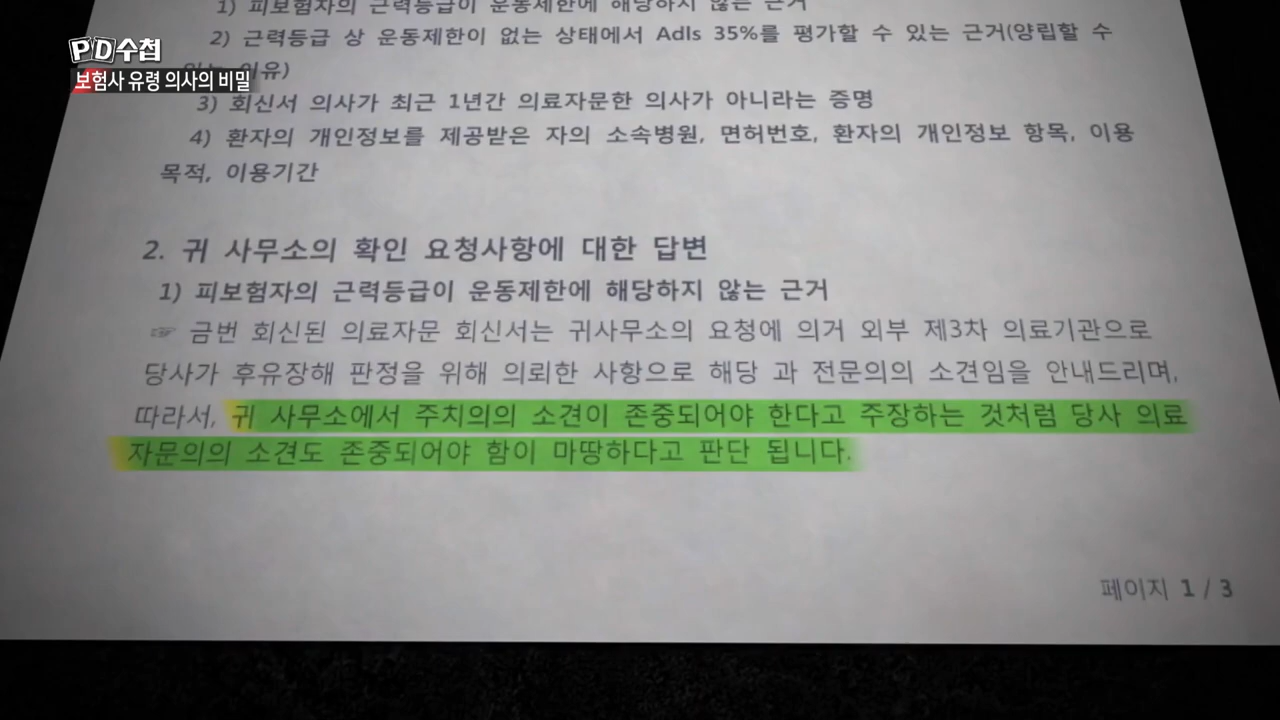 1) 피보험자의 근력등급이 운동제한에 해당하지 않는 근거
PD수첩
2) 근력등급 상 운동제한이 없는 상태에서 Adls 35%를 평가할 수 있는 근거(양립할 수
이유)
보험사 유령 의사의 비밀
3) 회신서 의사가 최근 1년간 의료자문한 의사가 아니라는 증명
4) 환자의 개인정보를 제공받은 자의 소속병원, 면허번호, 환자의 개인정보 항목, 이용
목적, 이용기간
2. 귀 사무소의 확인 요청사항에 대한 답변
1) 피보험자의 근력등급이 운동제한에 해당하지 않는 근거
☞ 금번 회신된 의료자문 회신서는 귀사무소의 요청에 의거 외부 제3차 의료기관으로
당사가 후유장해 판정을 위해 의뢰한 사항으로 해당 과 전문의의 소견임을 안내드리며,
따라서, 귀 사무소에서 주치의의 소견이 존중되어야 한다고 주장하는 것처럼 당사 의료
자문의의 소견도 존중되어야 함이 마땅하다고 판단 됩니다.
페이지 1 / 3